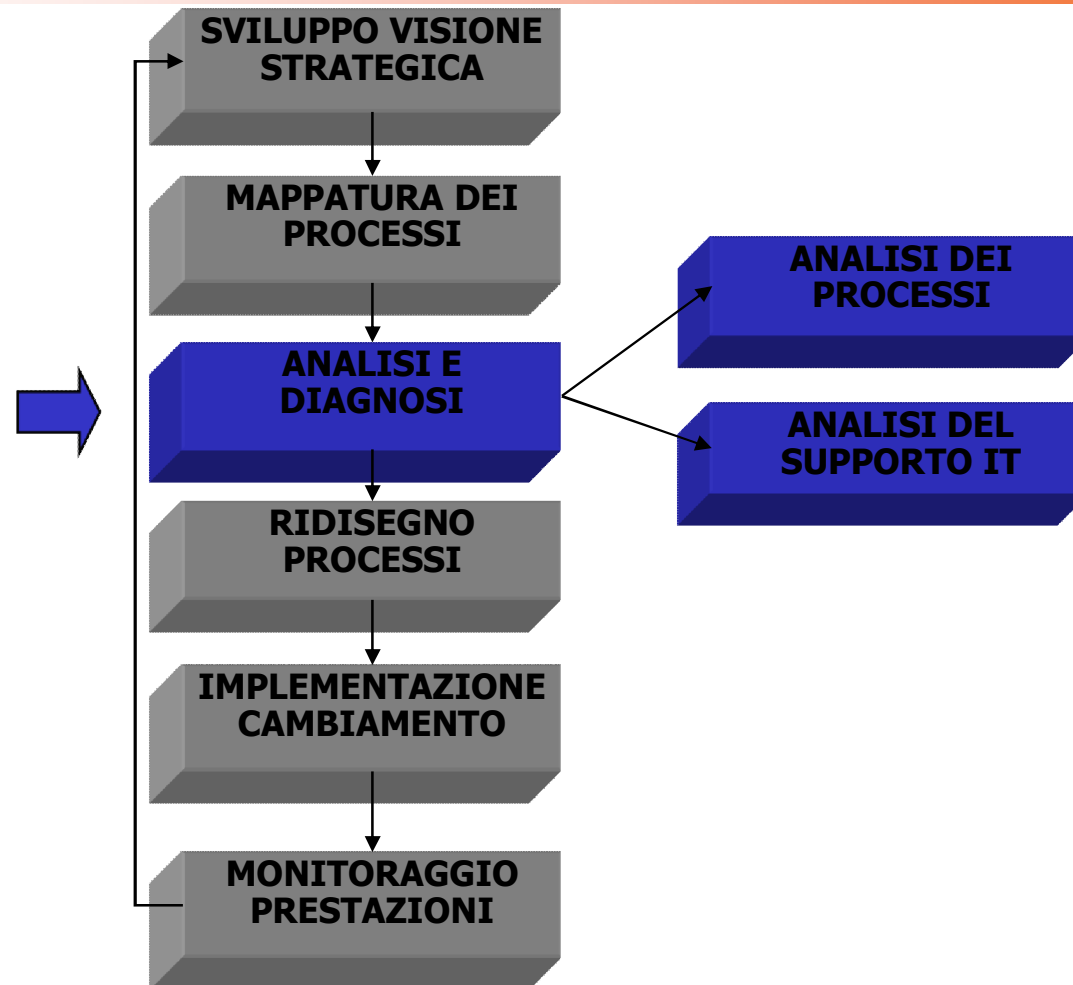 SVILUPPO VISIONE
STRATEGICA
MAPPATURA DEI
PROCESSI
ANALISI E
DIAGNOSI
ANALISI DEI
PROCESSI
ANALISI DEL
SUPPORTO IT
RIDISEGNO
PROCESSI
IMPLEMENTAZIONE
CAMBIAMENTO
MONITORAGGIO
PRESTAZIONI